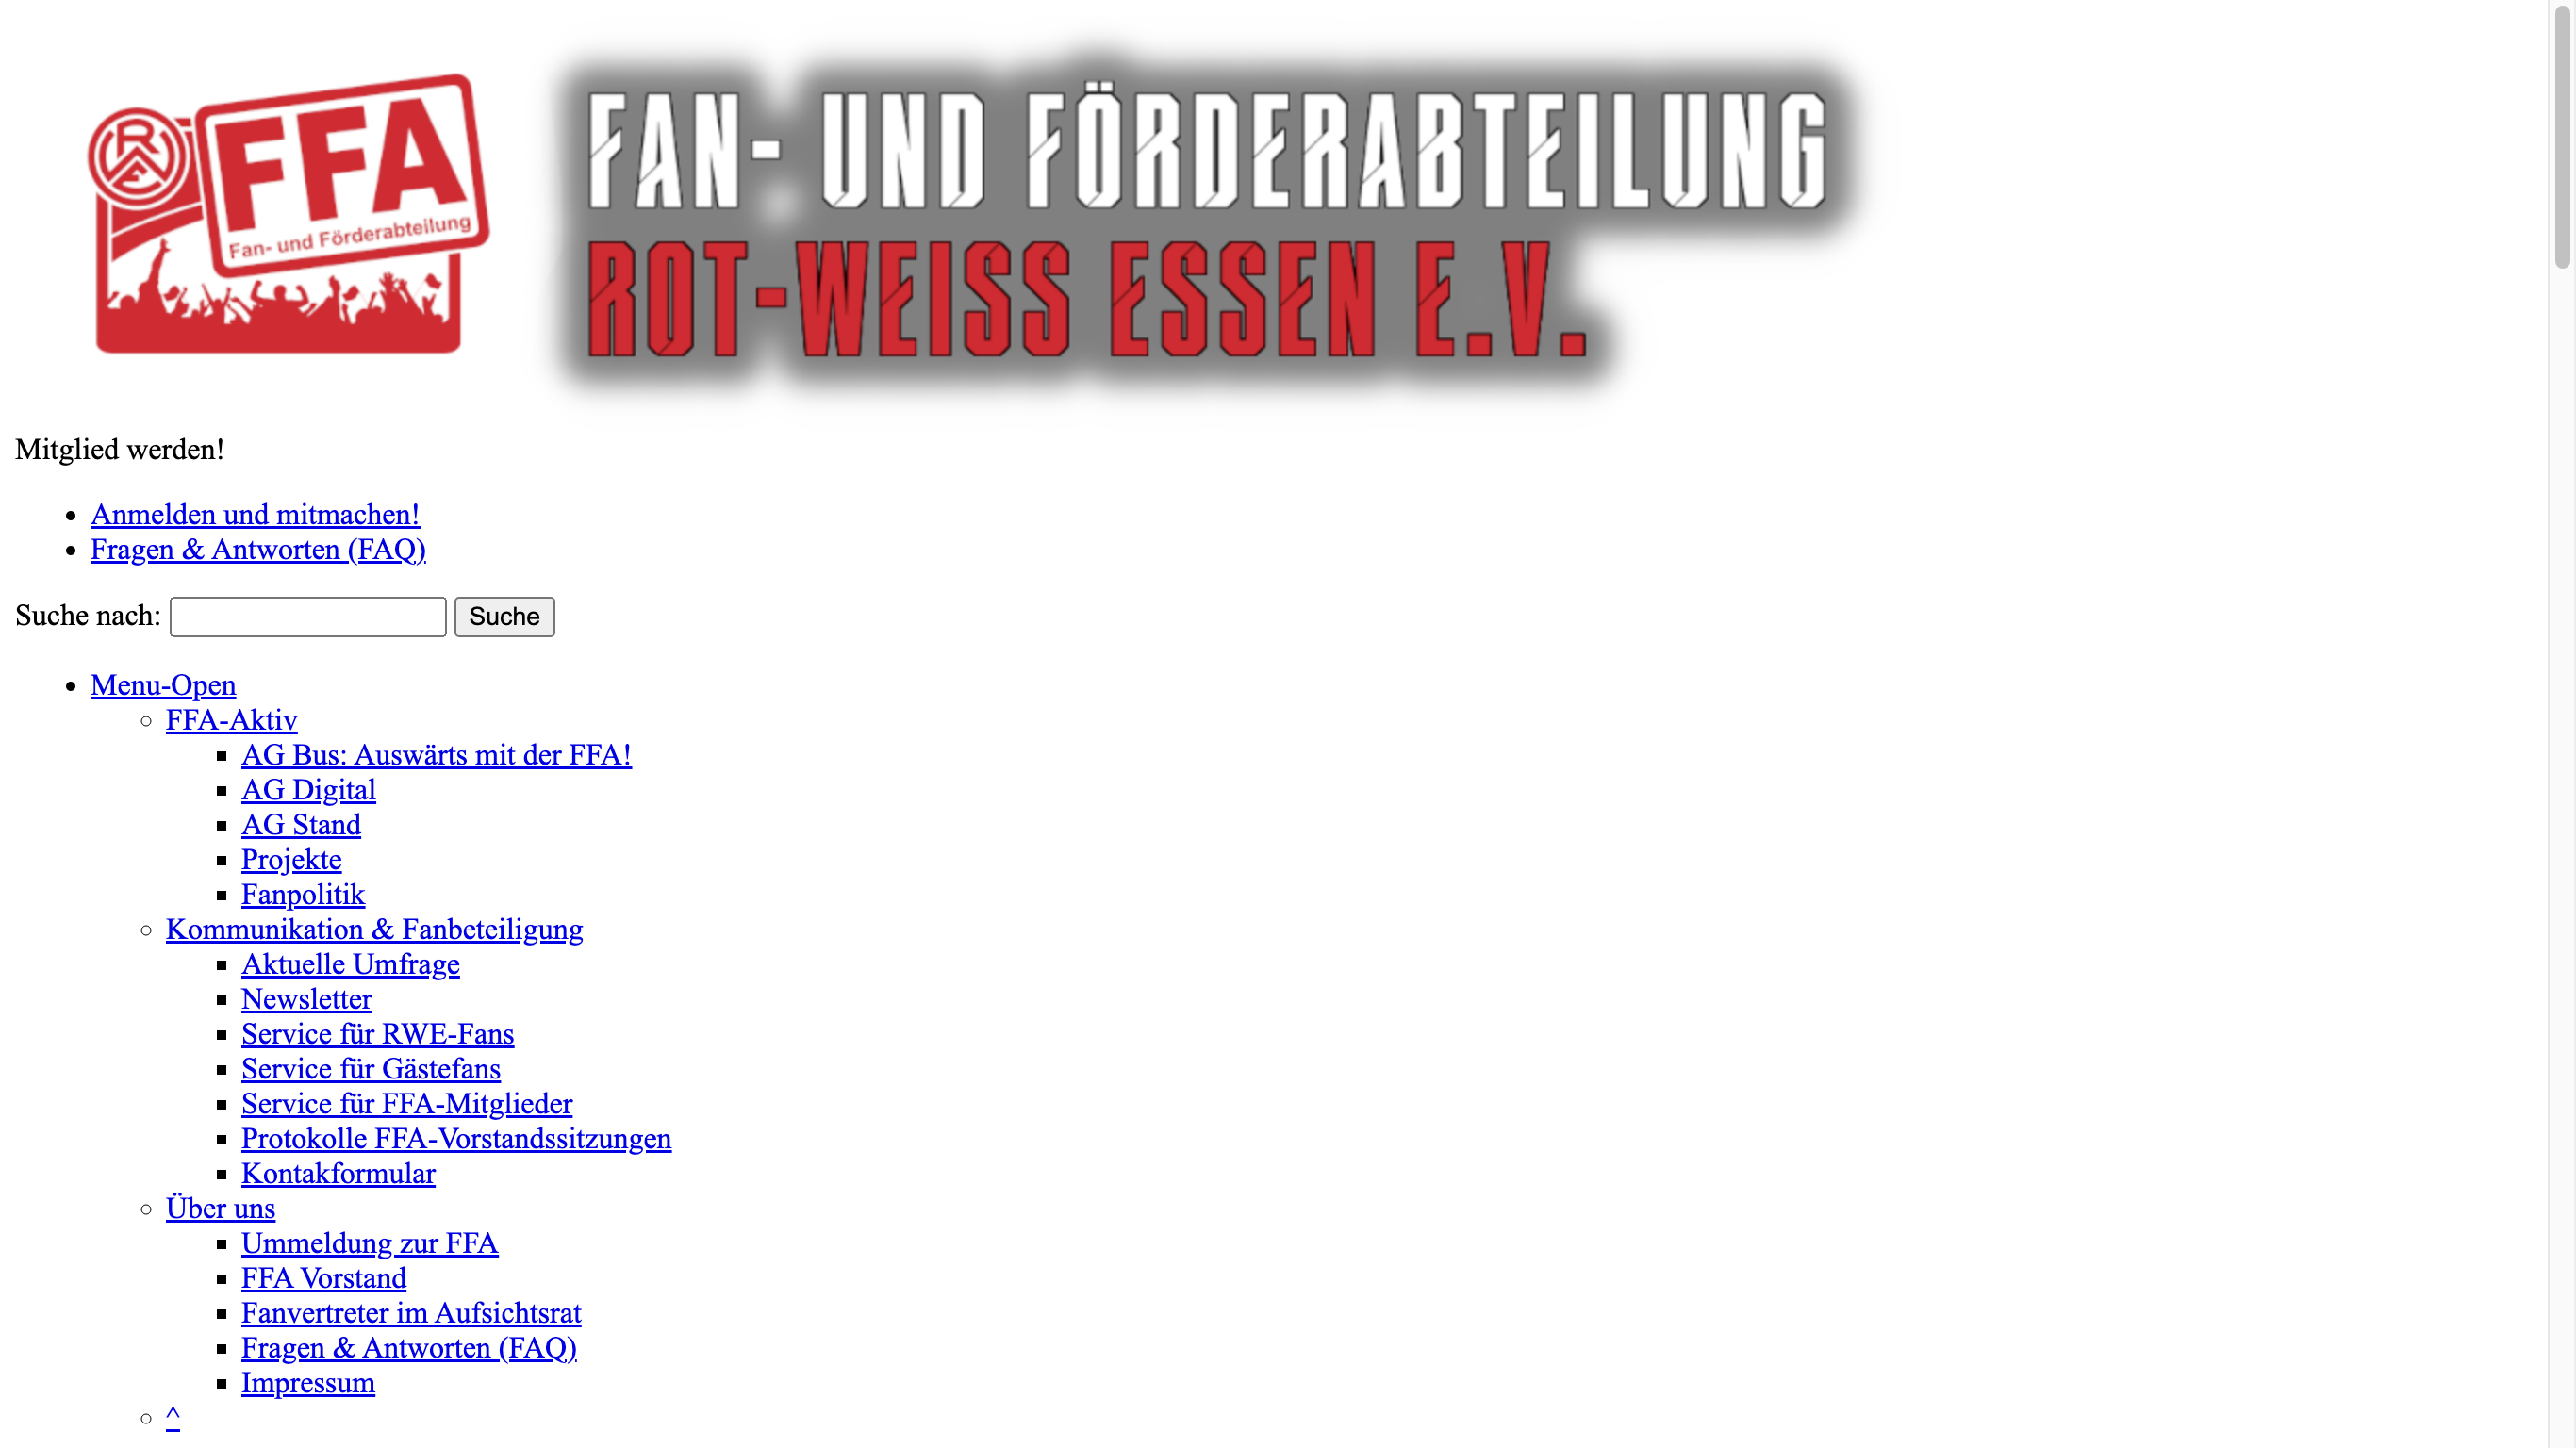 RWE
FFA
Fan- und Förderabteilung
FAN- UND FÖRDERABTEILUNG
ROT-WEISS ESSEN E.V.
Mitglied werden!
Anmelden und mitmachen!
Fragen & Antworten (FAQ)
Suche nach: Suche
Menu-Open
FFA-Aktiv
AG Bus: Auswärts mit der FFA!
AG Digital
AG Stand
Projekte
Fanpolitik
Kommunikation & Fanbeteiligung
Aktuelle Umfrage
Newsletter
Service für RWE-Fans
Service für Gästefans
Service für FFA-Mitglieder
Protokolle FFA-Vorstandssitzungen
Kontakformular
Über uns
Ummeldung zur FFA
FFA Vorstand
Fanvertreter im Aufsichtsrat
Fragen & Antworten (FAQ)
Impressum
^